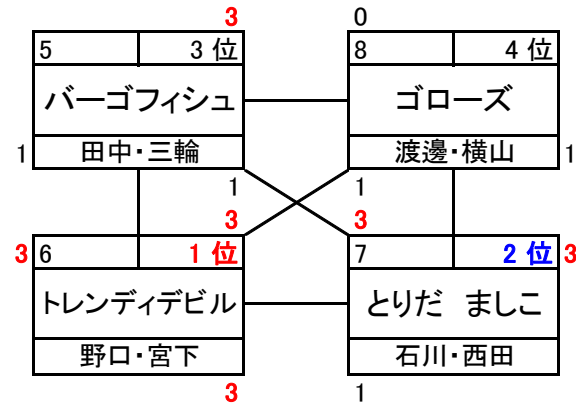 3 0
5 3位 8 4位
バーゴフィシュ ゴローズ
1 田中・三輪 渡邊・横山 1
1 1
3 3
3 6 1位 7 2位 3
トレンディデビル とりだ ましこ
野口・宮下 石川・西田
3 1